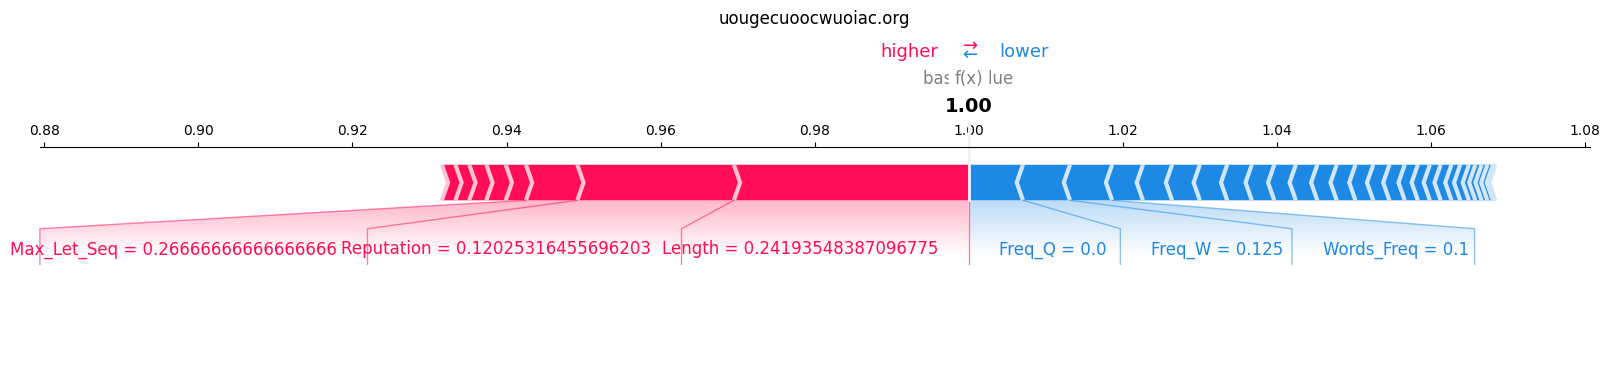 uougecuoocwuoiac.org
higher ⇄ lower
bas f(x) lue
1.00
0.88 0.90 0.92 0.94 0.96 0.98 1.00 1.02 1.04 1.06 1.08
Max_Let_Seq = 0.26666666666666666 Reputation = 0.12025316455696203 Length = 0.24193548387096775 Freq_Q = 0.0 Freq_W = 0.125 Words_Freq = 0.1